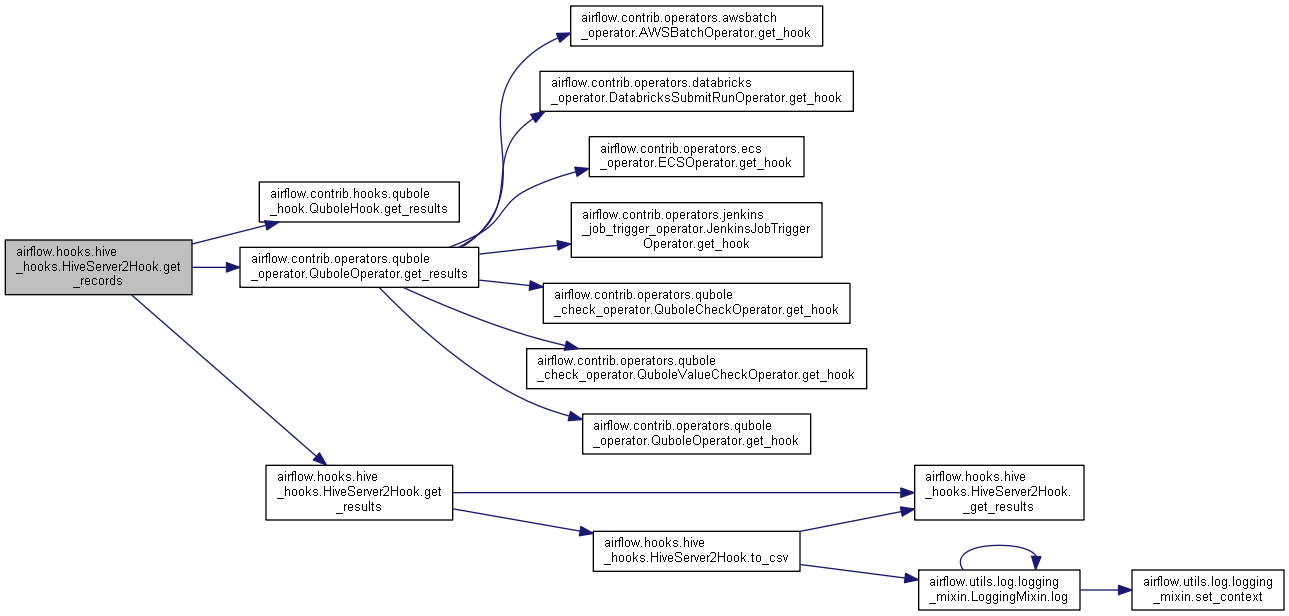 airflow.contrib.operators.awsbatch
_operator.AWSBatchOperator.get_hook
airflow.contrib.operators.databricks
_operator.DatabricksSubmitRunOperator.get_hook
airflow.contrib.operators.ecs
_operator.ECSOperator.get_hook
airflow.contrib.hooks.qubole
_hook.QuboleHook.get_results
airflow.contrib.operators.jenkins
_job_trigger_operator.JenkinsJobTrigger
Operator.get_hook
airflow.hooks.hive
_hooks.HiveServer2Hook.get
_records
airflow.contrib.operators.qubole
_operator.QuboleOperator.get_results
airflow.contrib.operators.qubole
_check_operator.QuboleCheckOperator.get_hook
airflow.contrib.operators.qubole
_check_operator.QuboleValueCheckOperator.get_hook
airflow.contrib.operators.qubole
_operator.QuboleOperator.get_hook
airflow.hooks.hive
_hooks.HiveServer2Hook.get
_results
airflow.hooks.hive
_hooks.HiveServer2Hook.
_get_results
airflow.hooks.hive
_hooks.HiveServer2Hook.to_csv
airflow.utils.log.logging
_mixin.LoggingMixin.log
airflow.utils.log.logging
_mixin.set_context